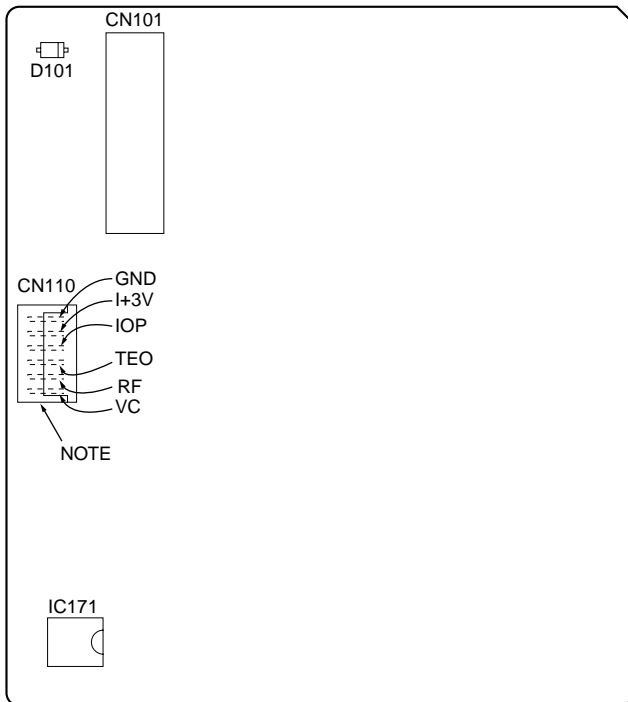 CN101
D101
CN110
GND
I+3V
IOP
TEO
RF
VC
NOTE
IC171